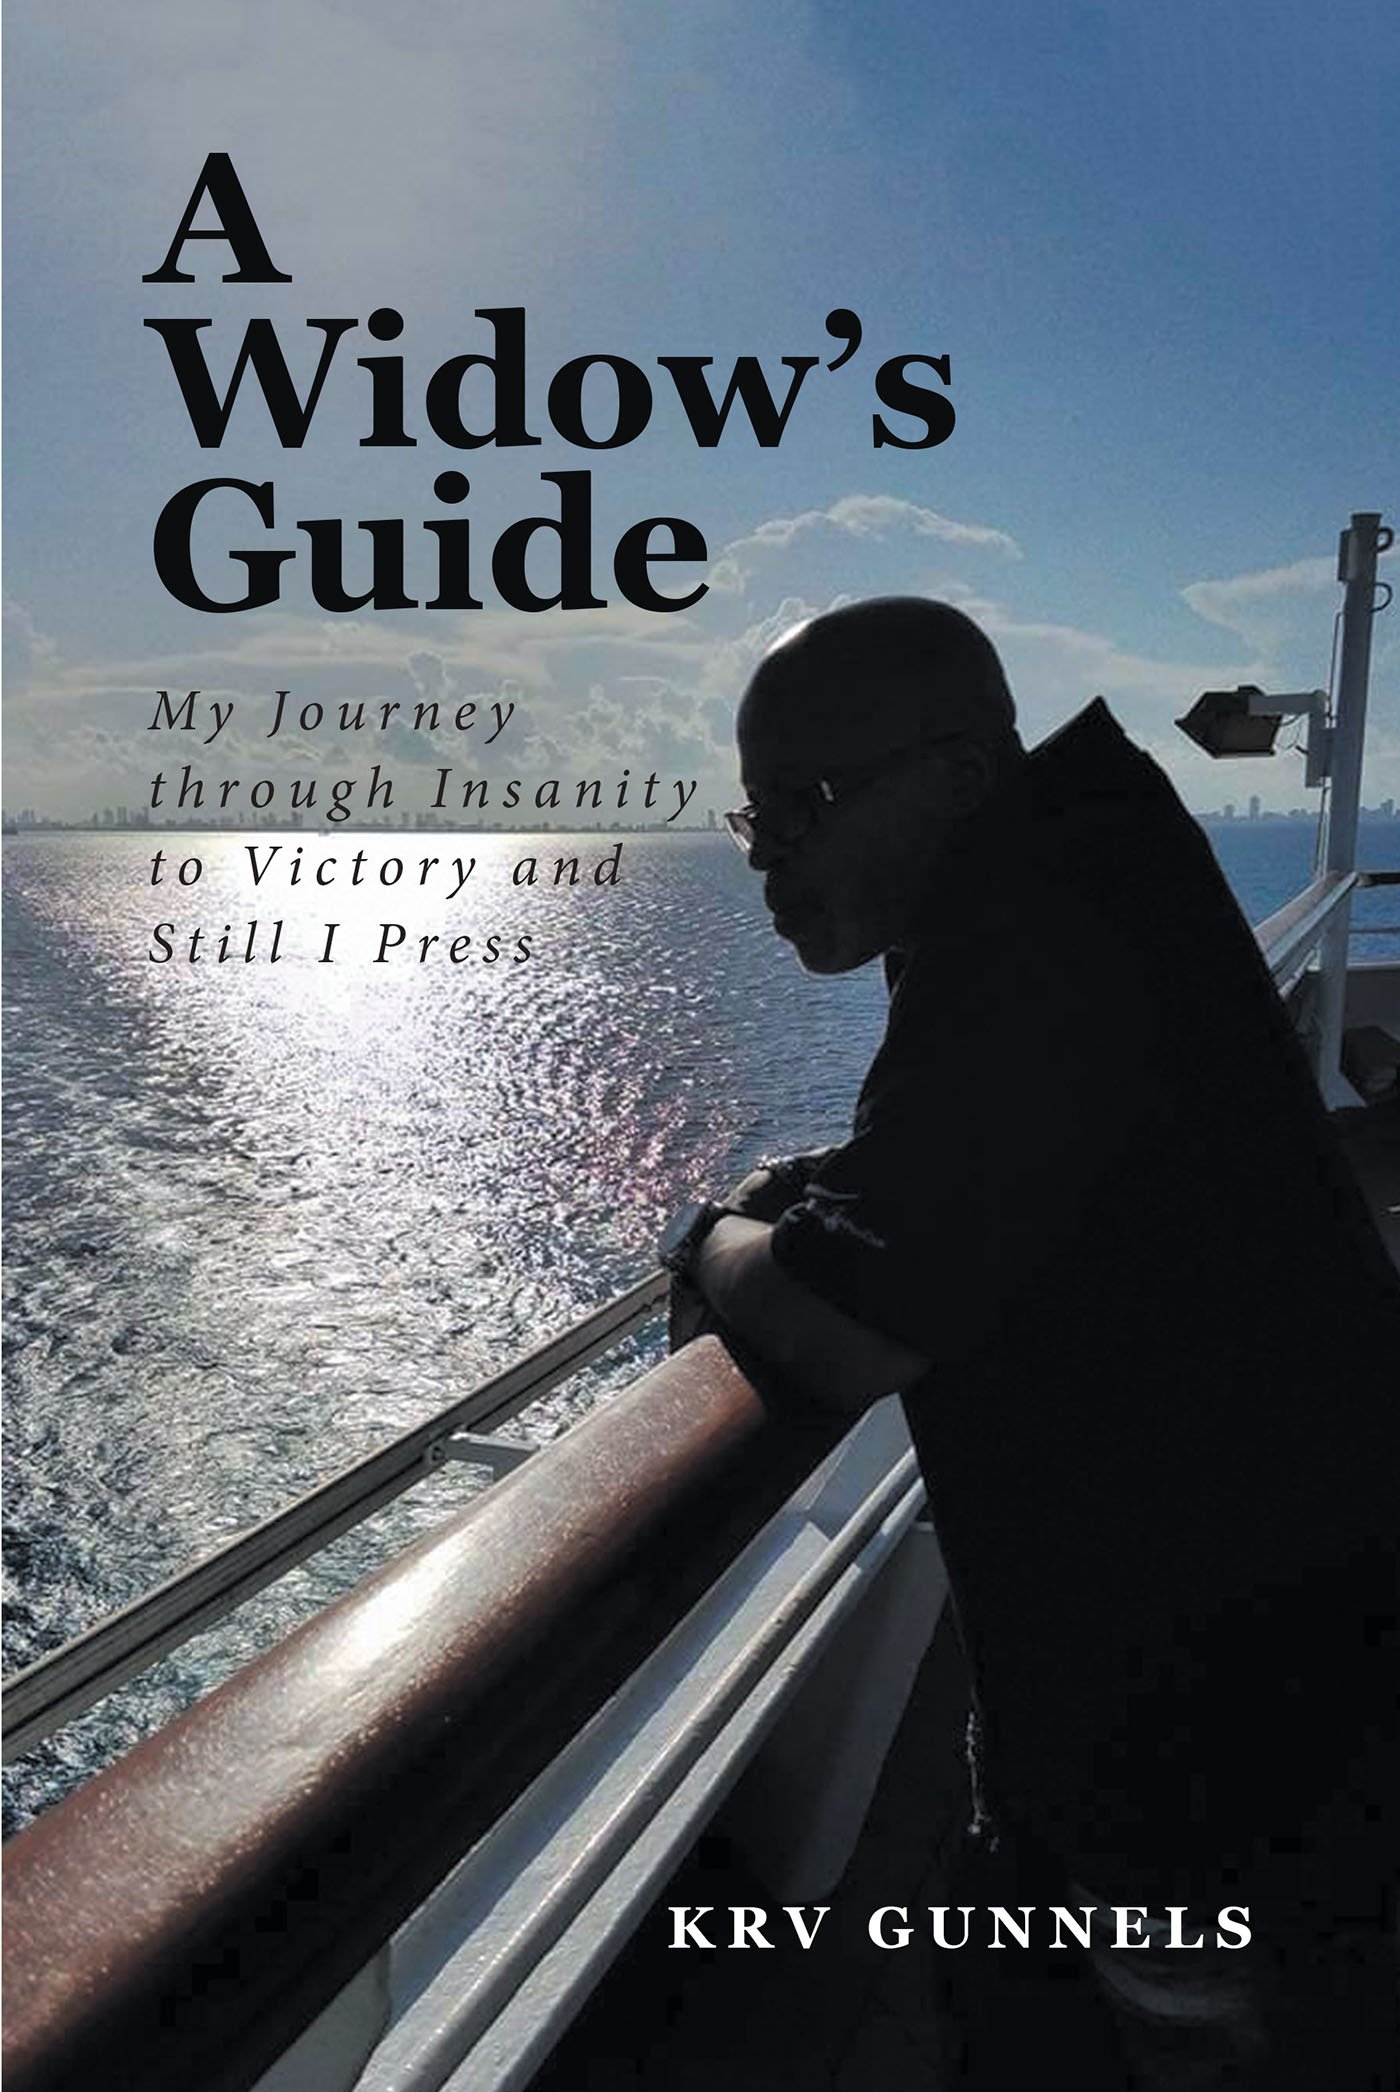 A
Widow’s
Guide
My Journey
through Insanity
to Victory and
Still I Press
KRV GUNNELS